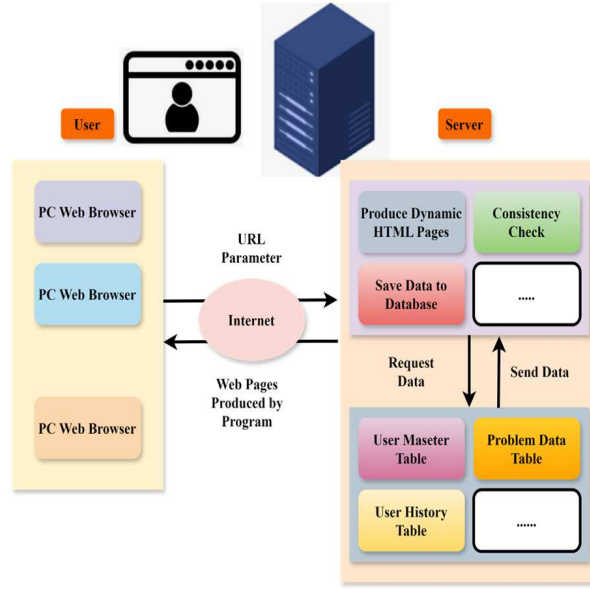 User
Server
PC Web Browser
PC Web Browser
PC Web Browser
URL
Parameter
Internet
Web Pages
Produced by
Program
Produce Dynamic
HTML Pages
Consistency
Check
Save Data to
Database
.....
Request
Data
Send Data
User Maseter
Table
Problem Data
Table
User History
Table
......